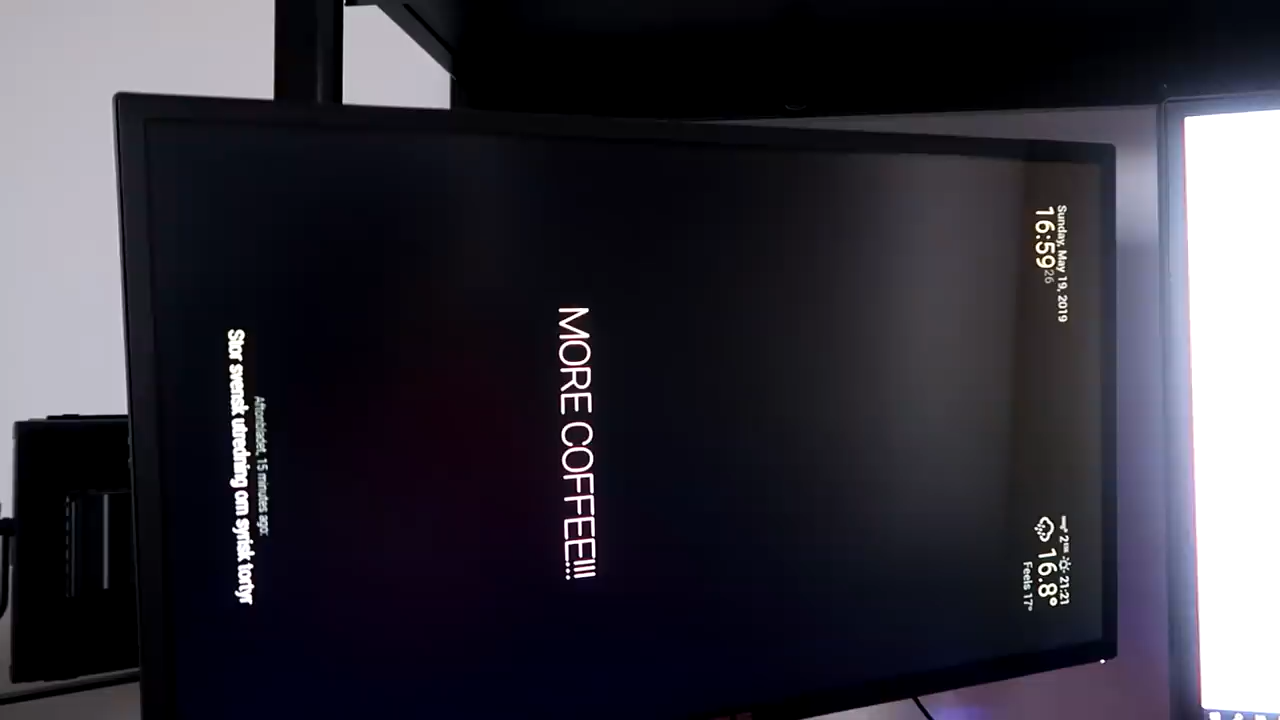 Sunday, May 19, 2019
16:59 26
2 21:21
16.8°
Feels 17°
MORE COFFEE!!!
Aftonbladet, 15 minutes ago:
Stor svensk utredning om syrisk tortyr